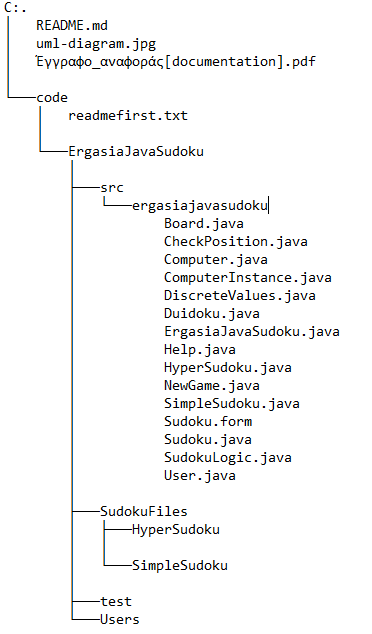 C:.
README.md
uml-diagram.jpg
Έγγραφο_αναφοράς[documentation].pdf
code
readmefirst.txt
ErgasiaJavaSudoku
src
ergasiajavasudoku
Board.java
CheckPosition.java
Computer.java
ComputerInstance.java
DiscreteValues.java
Duidoku.java
ErgasiaJavaSudoku.java
Help.java
HyperSudoku.java
NewGame.java
SimpleSudoku.java
Sudoku.form
Sudoku.java
SudokuLogic.java
User.java
SudokuFiles
HyperSudoku
SimpleSudoku
test
Users